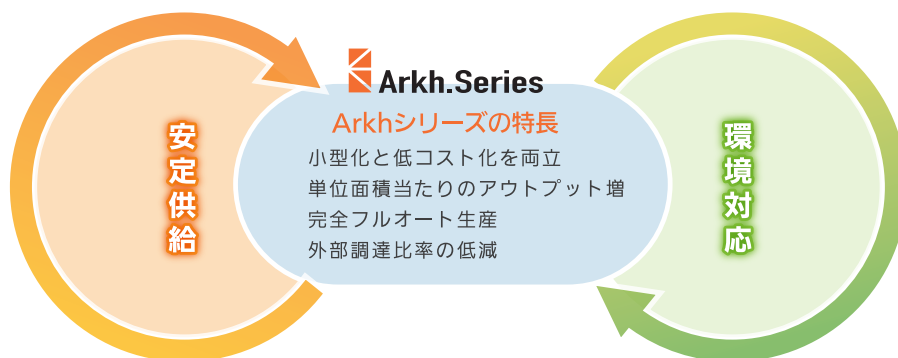 Arkh.Series
Arkhシリーズの特長
小型化と低コスト化を両立
単位面積当たりのアウトプット増
完全フルオート生産
外部調達比率の低減
安定供給
環境対応